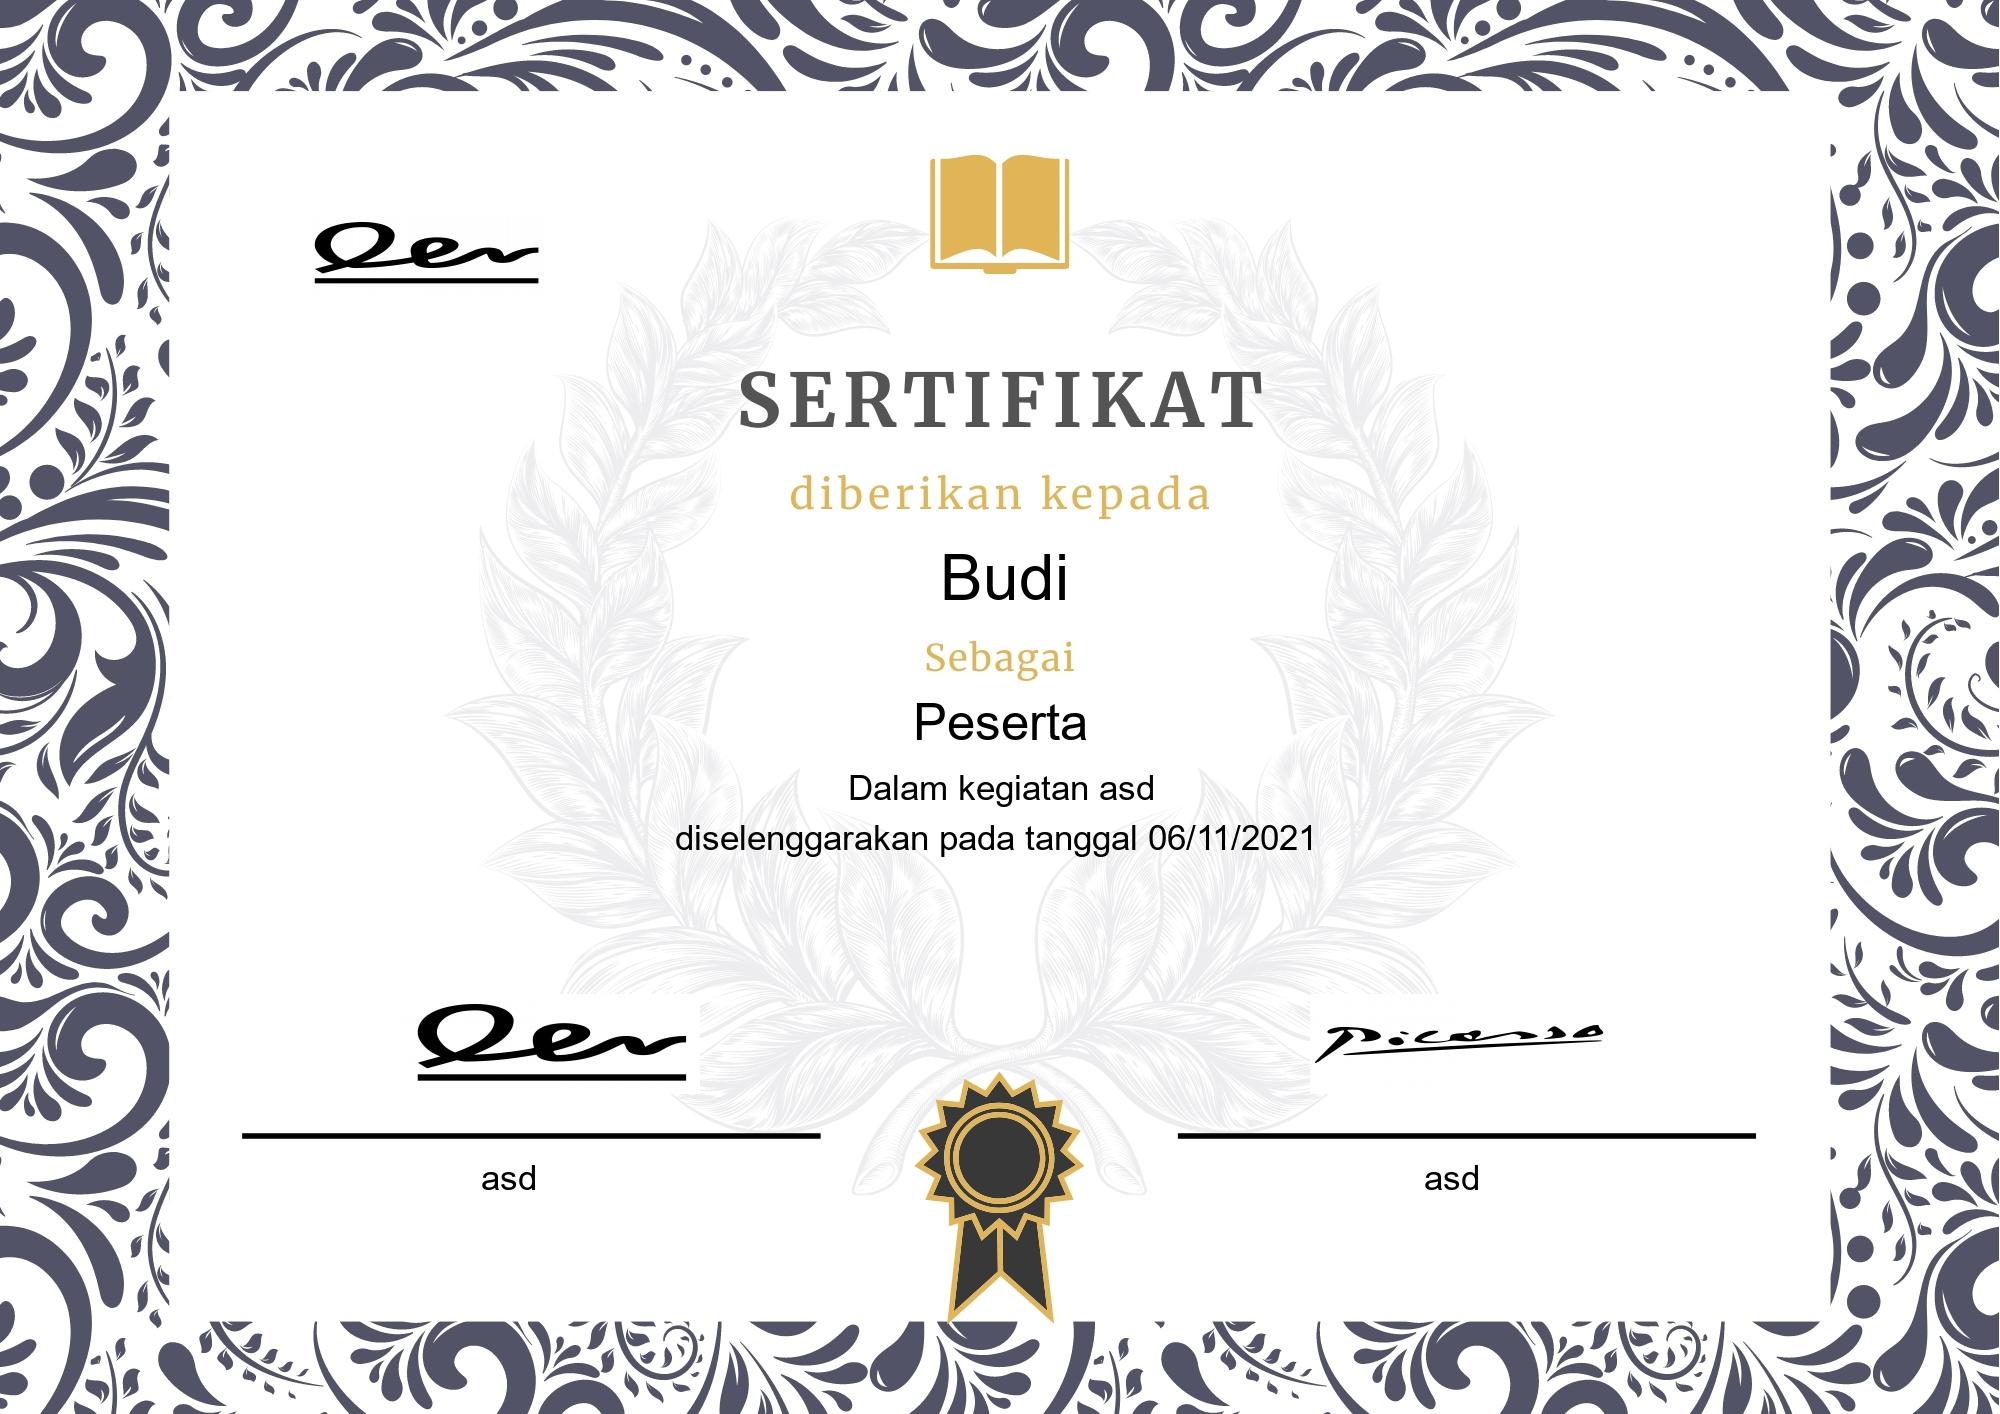 SERTIFIKAT
diberikan kepada
Budi
Sebagai
Peserta
Dalam kegiatan asd
diselenggarakan pada tanggal 06/11/2021
Picasso
asd
asd